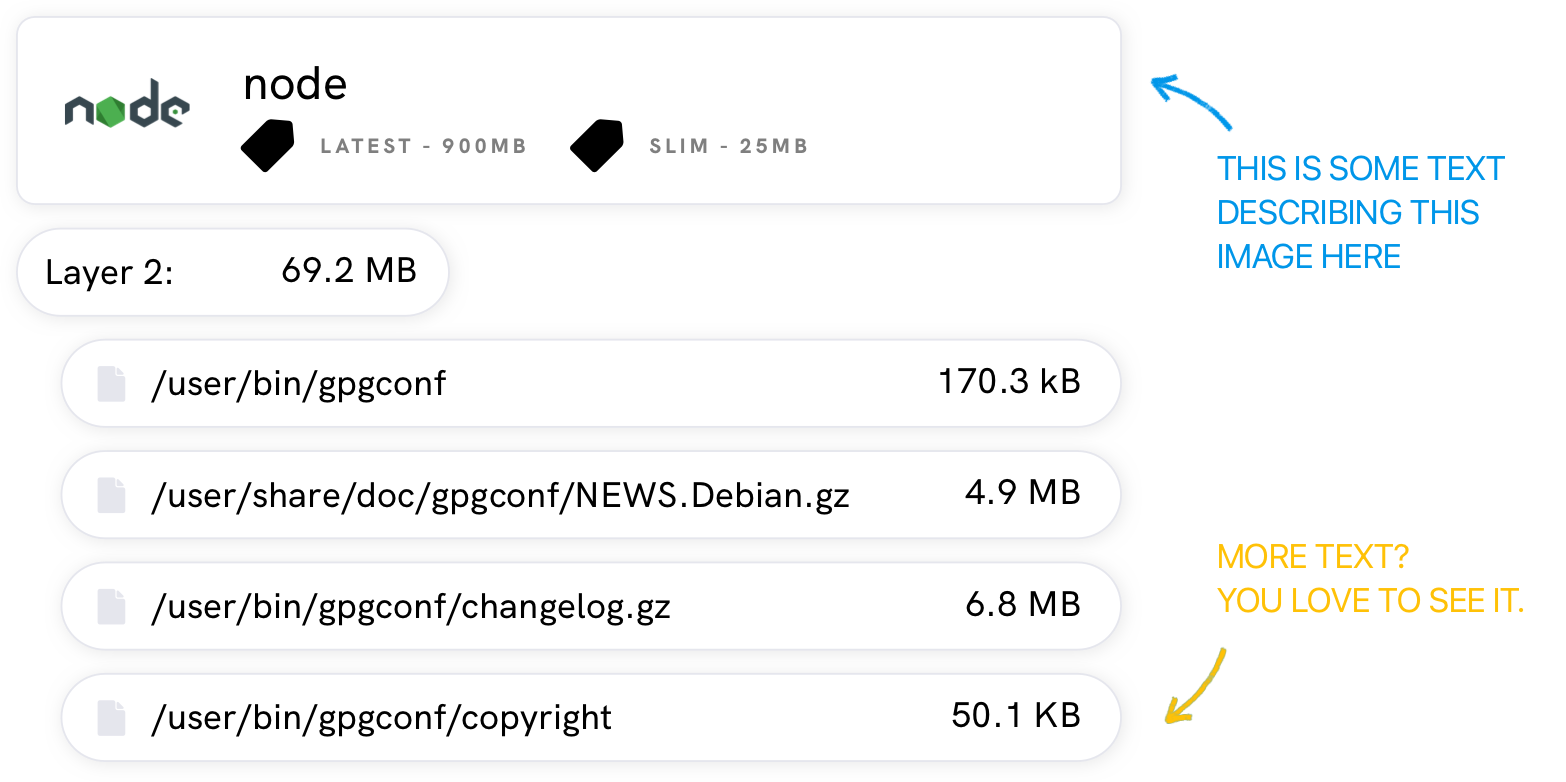 node
node
LATEST - 900MB SLIM - 25MB
THIS IS SOME TEXT
DESCRIBING THIS
IMAGE HERE
Layer 2: 69.2 MB
/user/bin/gpgconf 170.3 kB
/user/share/doc/gpgconf/NEWS.Debian.gz 4.9 MB
/user/bin/gpgconf/changelog.gz 6.8 MB
/user/bin/gpgconf/copyright 50.1 KB
MORE TEXT?
YOU LOVE TO SEE IT.